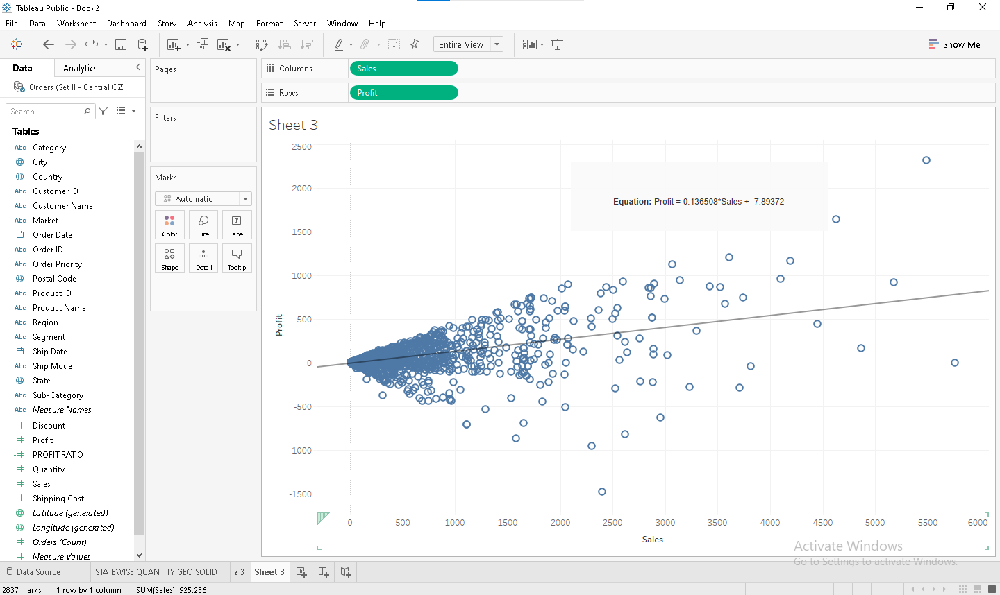 Tableau Public - Book2
File Data Worksheet Dashboard Story Analysis Map Format Server Window Help
Entire View
Show Me
Data Analytics
Orders (Set II - Central OZ...
Search
Tables
Abc Category
City
Country
Abc Customer ID
Abc Customer Name
Abc Market
Order Date
Abc Order ID
Abc Order Priority
Postal Code
Abc Product ID
Abc Product Name
Abc Region
Abc Segment
Ship Date
Abc Ship Mode
State
Abc Sub-Category
Abc Measure Names
# Discount
# Profit
=# PROFIT RATIO
# Quantity
# Sales
# Shipping Cost
Latitude (generated)
Longitude (generated)
# Orders (Count)
# Measure Values
Pages
Filters
Marks
Automatic
Color Size Label
Shape Detail Tooltip
Columns Sales
Rows Profit
Sheet 3
2500
2000
1500
1000
500
0
-500
-1000
-1500
Profit
Equation: Profit = 0.136508*Sales + -7.89372
0 500 1000 1500 2000 2500 3000 3500 4000 4500 5000 5500 6000
Sales
Activate Windows
Go to Settings to activate Windows.
Data Source STATEWISE QUANTITY GEO SOLID 2 3 Sheet 3
2837 marks 1 row by 1 column SUM(Sales): 925,236